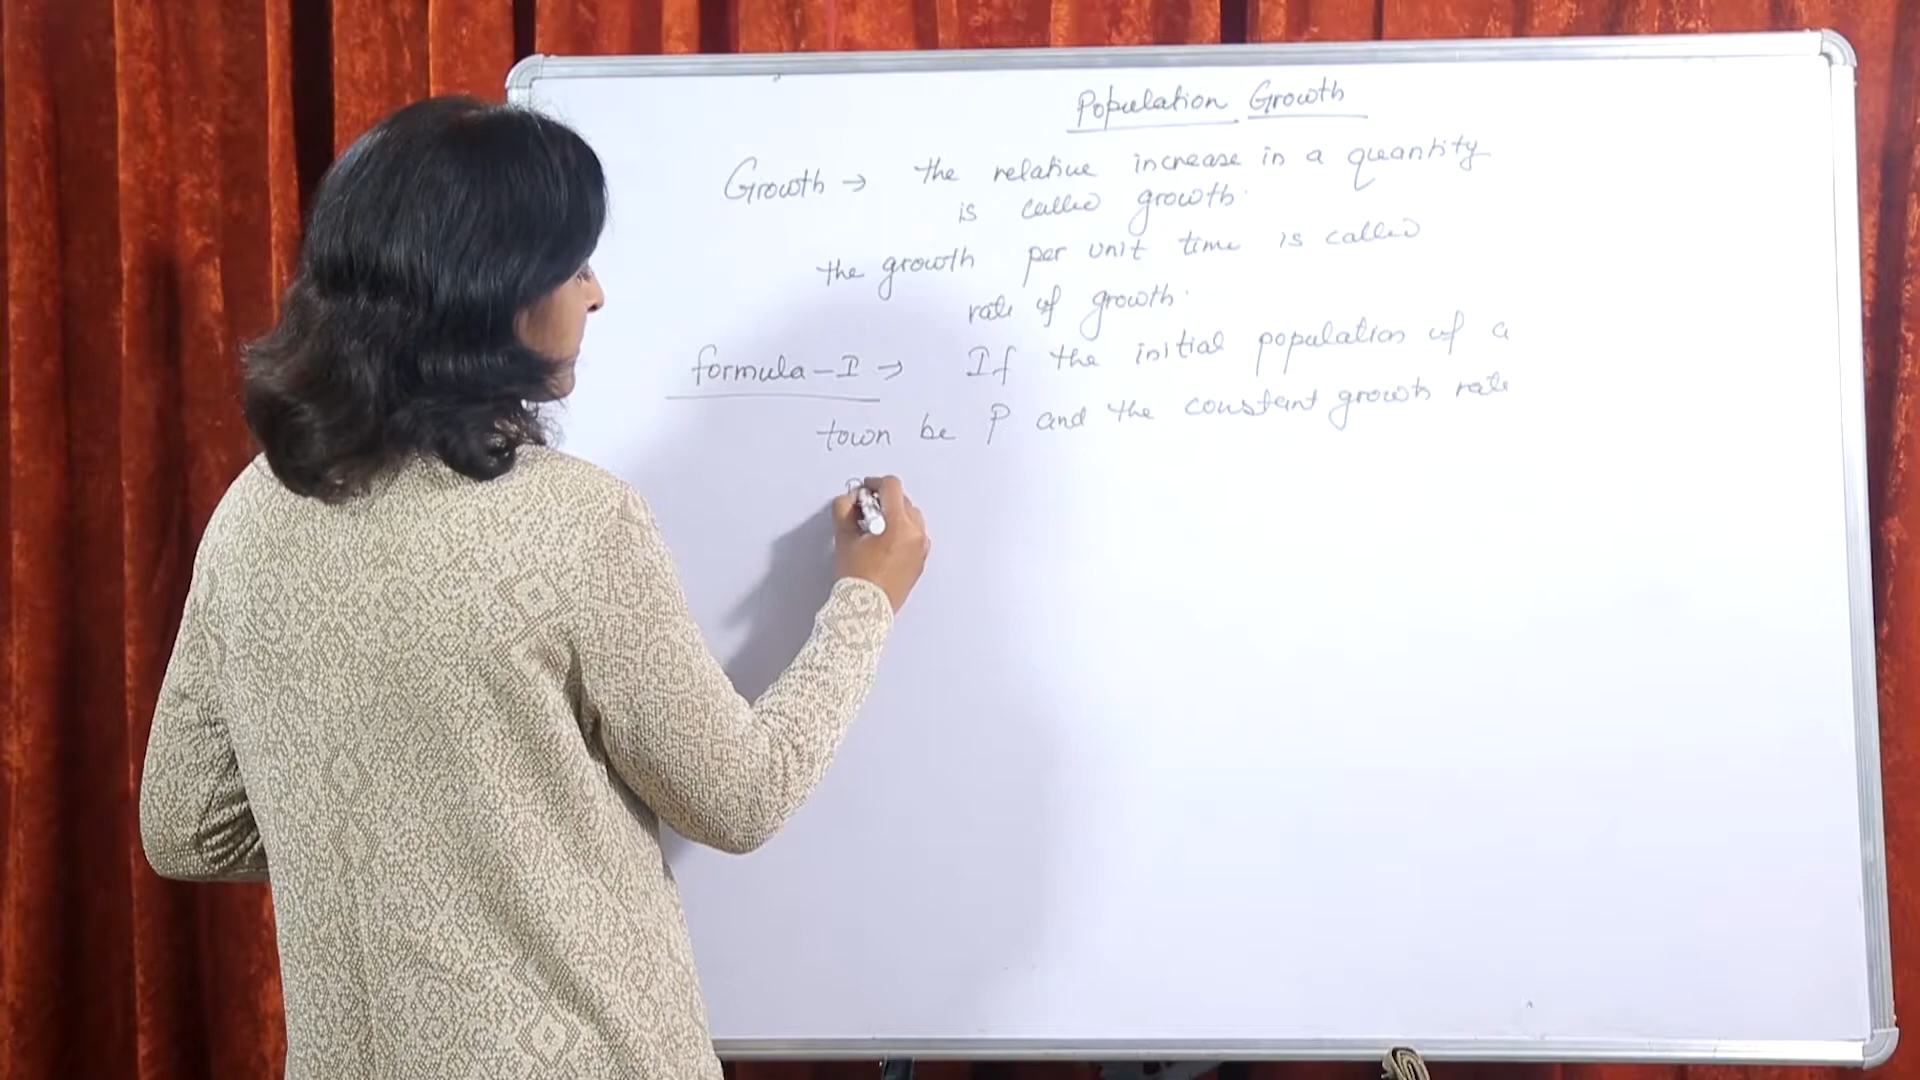 Population Growth
Growth → the relative increase in a quantity
is called growth.
the growth per unit time is called
rate of growth.
formula-I → If the initial population of a
town be P and the constant growth rate